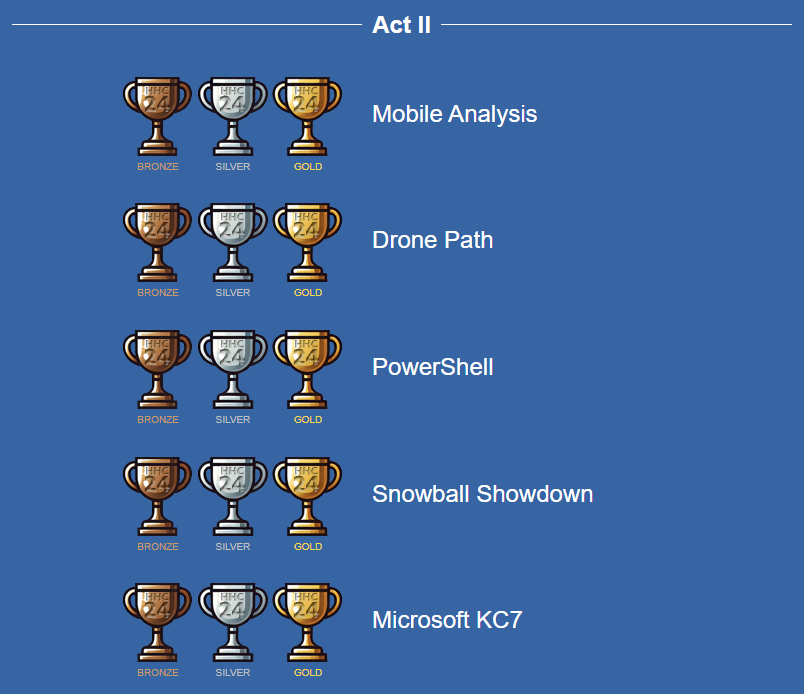 Act II
HHC HHC HHC
24 24 24
Mobile Analysis
BRONZE SILVER GOLD
HHC HHC HHC
24 24 24
Drone Path
BRONZE SILVER GOLD
HHC HHC HHC
24 24 24
PowerShell
BRONZE SILVER GOLD
HHC HHC HHC
24 24 24
Snowball Showdown
BRONZE SILVER GOLD
HHC HHC HHC
24 24 24
Microsoft KC7
BRONZE SILVER GOLD